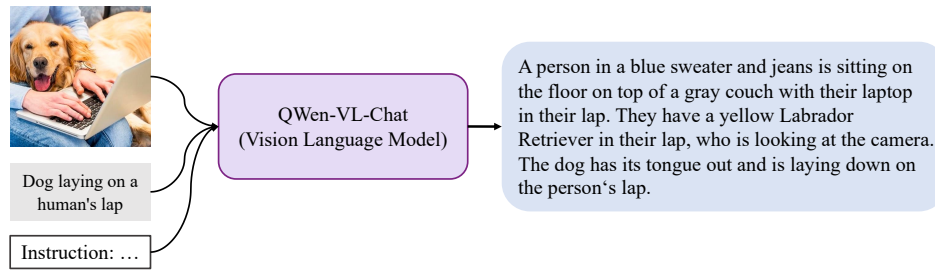 Dog laying on a
human's lap
Instruction: …
QWen-VL-Chat
(Vision Language Model)
A person in a blue sweater and jeans is sitting on
the floor on top of a gray couch with their laptop
in their lap. They have a yellow Labrador
Retriever in their lap, who is looking at the camera.
The dog has its tongue out and is laying down on
the person‘s lap.